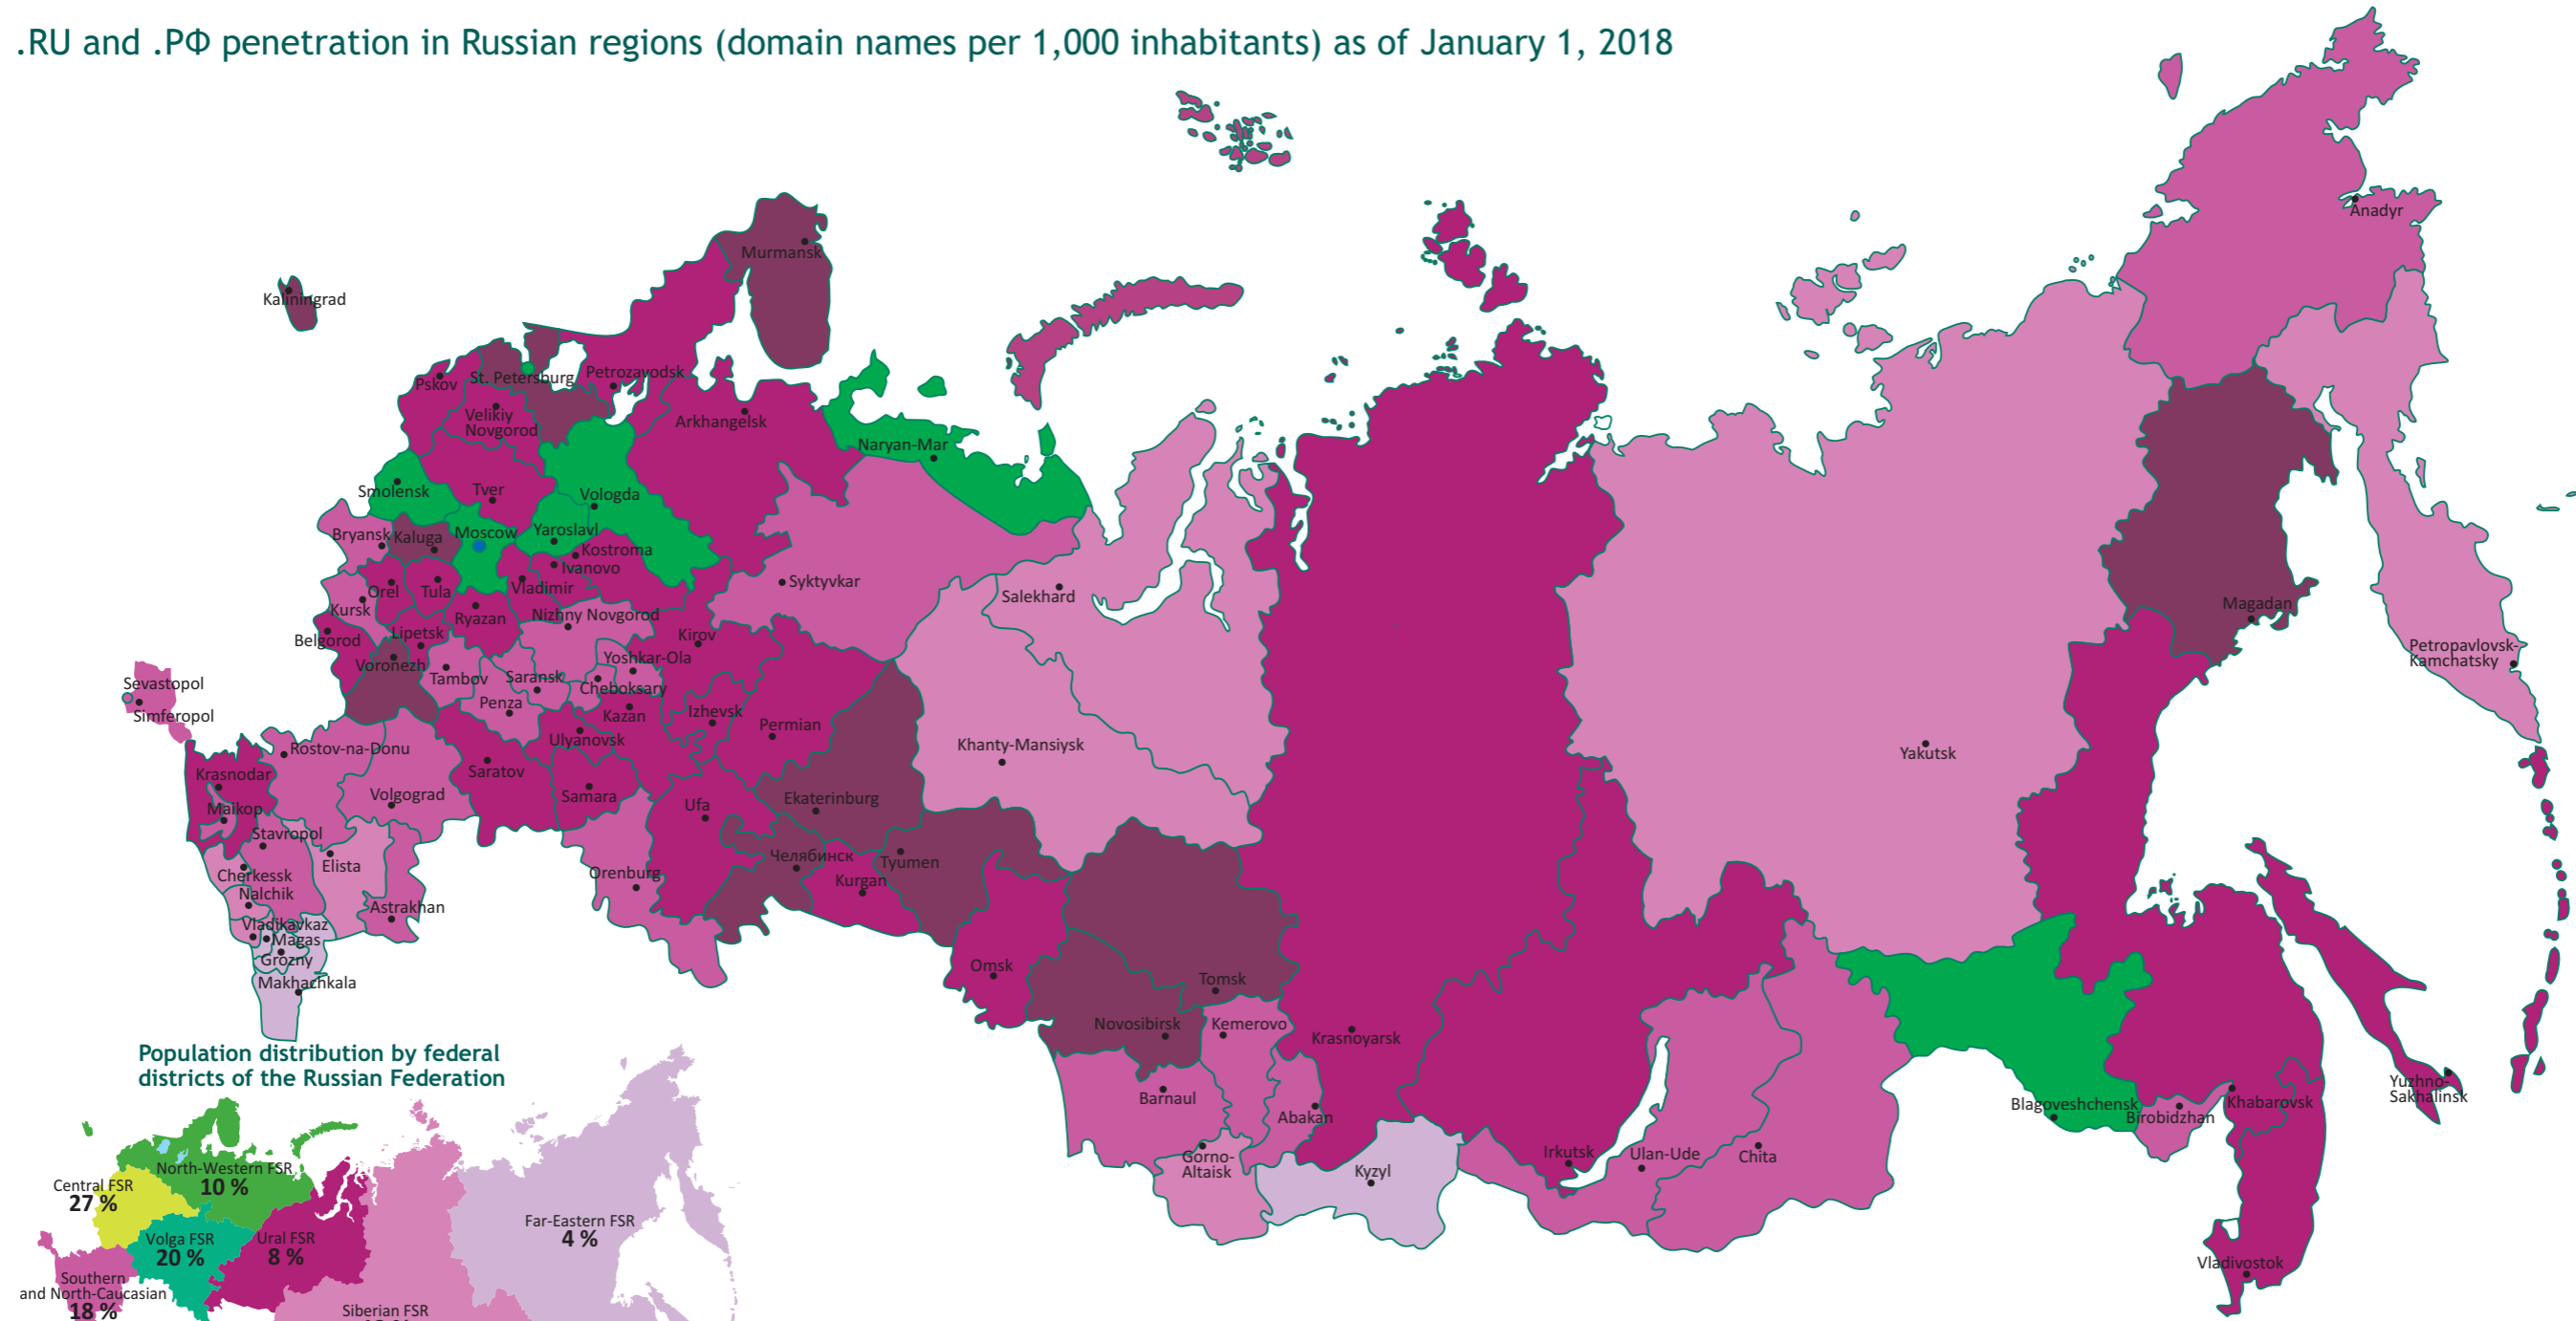 .RU and .РФ penetration in Russian regions (domain names per 1,000 inhabitants) as of January 1, 2018
Anadyr
Murmansk
Kaliningrad
Pskov
St. Petersburg
Petrozavodsk
Velikiy
Novgorod
Arkhangelsk
Naryan-Mar
Smolensk
Tver
Vologda
Bryansk
Kaluga
Moscow
Yaroslavl
Kostroma
Ivanovo
Orel
Tula
Vladimir
Syktyvkar
Salekhard
Kursk
Ryazan
Nizhny Novgorod
Magadan
Belgorod
Lipetsk
Kirov
Petropavlovsk-
Kamchatsky
Voronezh
Tambov
Saransk
Yoshkar-Ola
Cheboksary
Sevastopol
Simferopol
Penza
Kazan
Izhevsk
Permian
Rostov-na-Donu
Ulyanovsk
Khanty-Mansiysk
Yakutsk
Krasnodar
Saratov
Maikop
Volgograd
Samara
Ufa
Ekaterinburg
Stavropol
Elista
Челябинск
Tyumen
Cherkessk
Nalchik
Orenburg
Kurgan
Astrakhan
Vladikavkaz
Magas
Grozny
Makhachkala
Omsk
Tomsk
Novosibirsk
Kemerovo
Krasnoyarsk
Barnaul
Abakan
Gorno-
Altaisk
Kyzyl
Irkutsk
Ulan-Ude
Chita
Blagoveshchensk
Birobidzhan
Khabarovsk
Yuzhno-
Sakhalinsk
Vladivostok
Population distribution by federal
districts of the Russian Federation
North-Western FSR
10 %
Central FSR
27 %
Far-Eastern FSR
4 %
Volga FSR
20 %
Ural FSR
8 %
Southern
and North-Caucasian
18 %
Siberian FSR